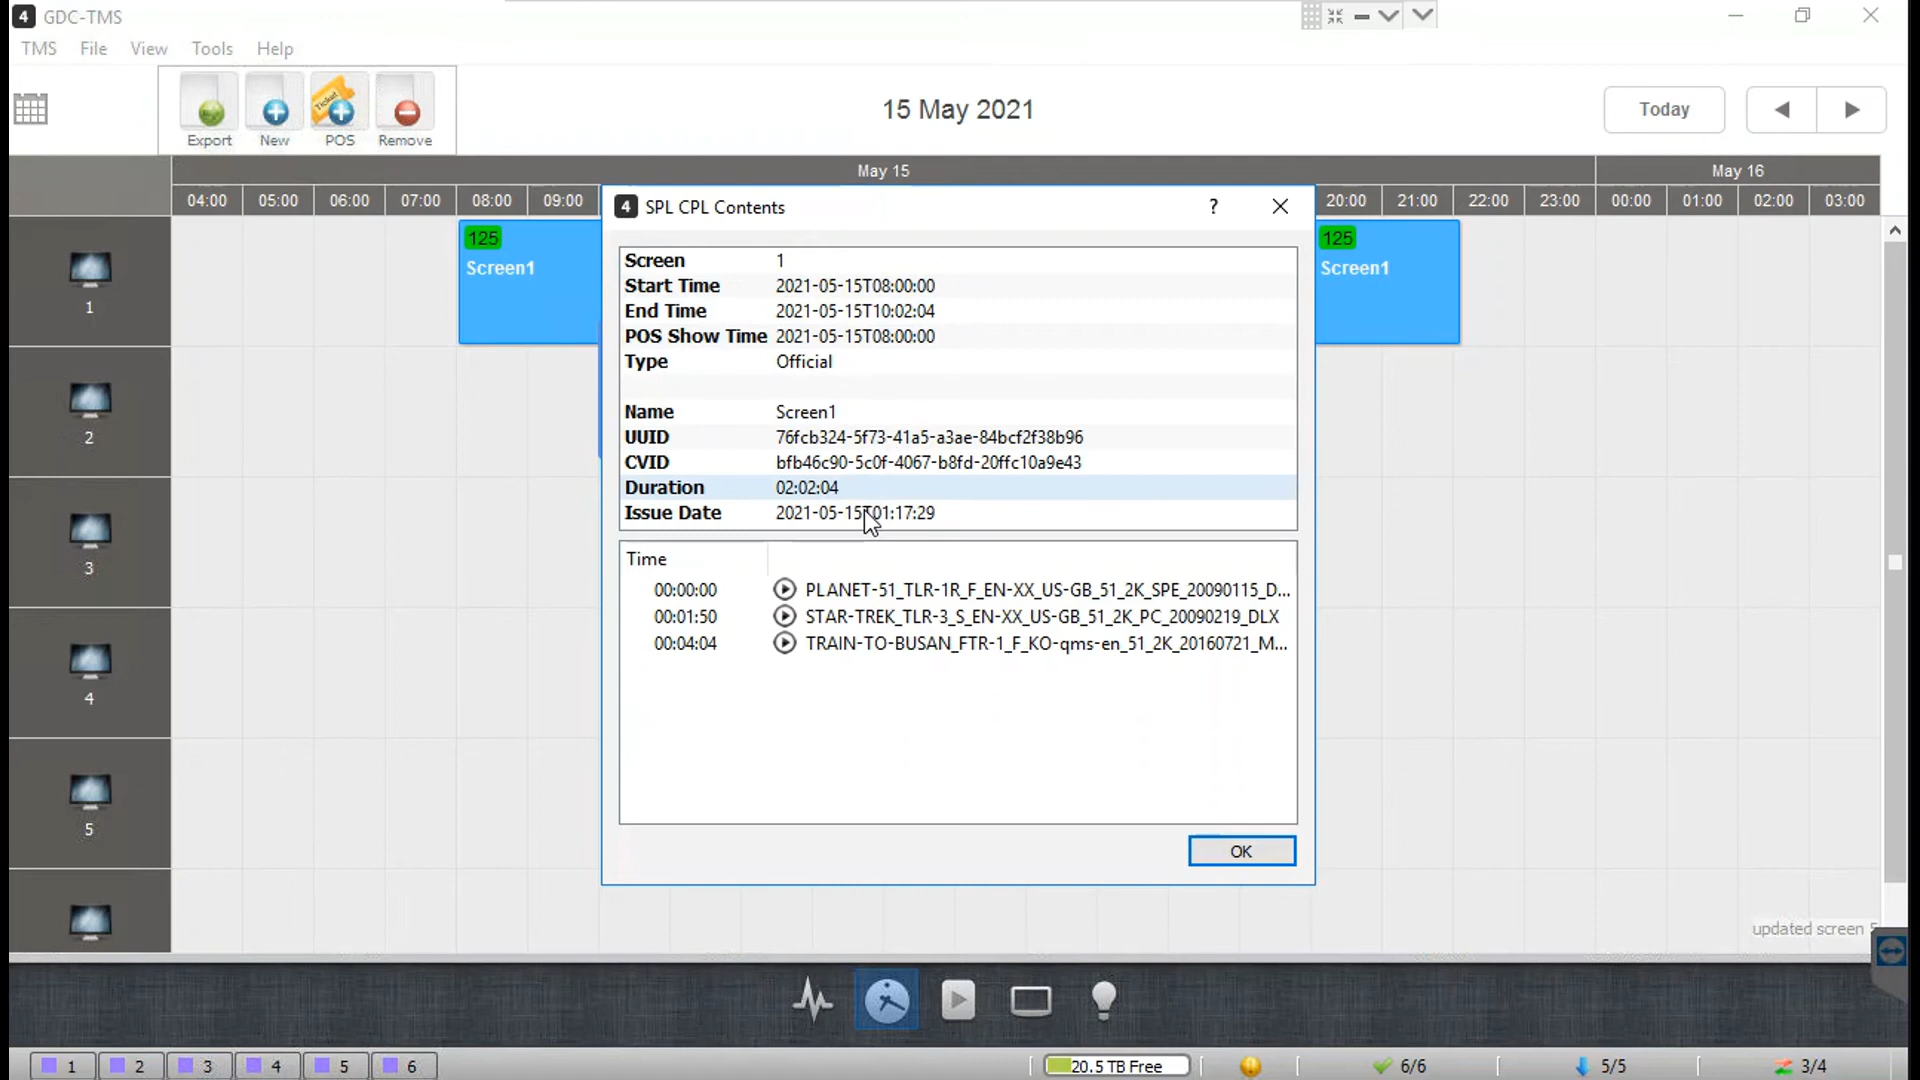 4 GDC-TMS
TMS File View Tools Help
Export New POS Remove
Ticket
15 May 2021
Today
May 15 May 16
04:00 05:00 06:00 07:00 08:00 09:00 20:00 21:00 22:00 23:00 00:00 01:00 02:00 03:00
1
2
3
4
5
125
Screen1
125
Screen1
4 SPL CPL Contents ?
Screen 1
Start Time 2021-05-15T08:00:00
End Time 2021-05-15T10:02:04
POS Show Time 2021-05-15T08:00:00
Type Official
Name Screen1
UUID 76fcb324-5f73-41a5-a3ae-84bcf2f38b96
CVID bfb46c90-5c0f-4067-b8fd-20ffc10a9e43
Duration 02:02:04
Issue Date 2021-05-15T01:17:29
Time
00:00:00 PLANET-51_TLR-1R_F_EN-XX_US-GB_51_2K_SPE_20090115_D...
00:01:50 STAR-TREK_TLR-3_S_EN-XX_US-GB_51_2K_PC_20090219_DLX
00:04:04 TRAIN-TO-BUSAN_FTR-1_F_KO-qms-en_51_2K_20160721_M...
OK
updated screen 5
1 2 3 4 5 6 20.5 TB Free 6/6 5/5 3/4